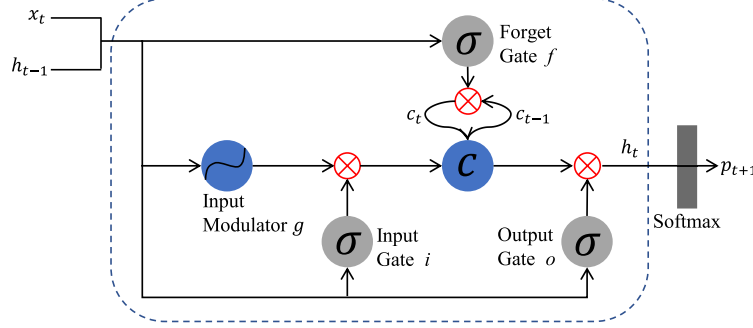 x_t
h_{t-1}
σ
Forget
Gate f
c_t
c_{t-1}
c
h_t
p_{t+1}
Input
Modulator g
σ
Input
Gate i
Output
Gate o
σ
Softmax